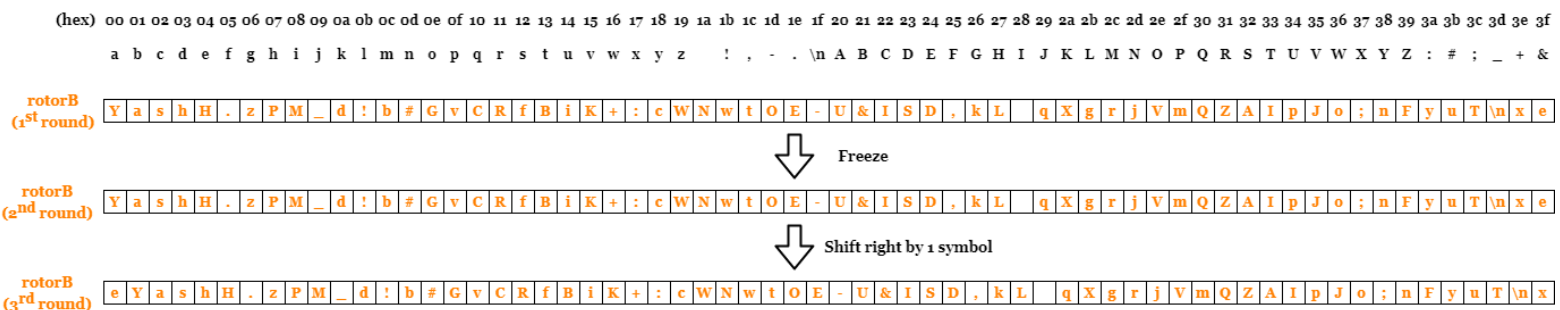 (hex) 00 01 02 03 04 05 06 07 08 09 0a 0b 0c 0d 0e 0f 10 11 12 13 14 15 16 17 18 19 1a 1b 1c 1d 1e 1f 20 21 22 23 24 25 26 27 28 29 2a 2b 2c 2d 2e 2f 30 31 32 33 34 35 36 37 38 39 3a 3b 3c 3d 3e 3f
a b c d e f g h i j k l m n o p q r s t u v w x y z ! , - . \n A B C D E F G H I J K L M N O P Q R S T U V W X Y Z : # ; _ + &
rotorB
(1st round)
Y a s h H . z P M _ d ! b # G v C R f B i K + : c W N w t O E - U & I S D , k L q X g r j V m Q Z A I p J o ; n F y u T \n x e
Freeze
rotorB
(2nd round)
Y a s h H . z P M _ d ! b # G v C R f B i K + : c W N w t O E - U & I S D , k L q X g r j V m Q Z A I p J o ; n F y u T \n x e
Shift right by 1 symbol
rotorB
(3rd round)
e Y a s h H . z P M _ d ! b # G v C R f B i K + : c W N w t O E - U & I S D , k L q X g r j V m Q Z A I p J o ; n F y u T \n x